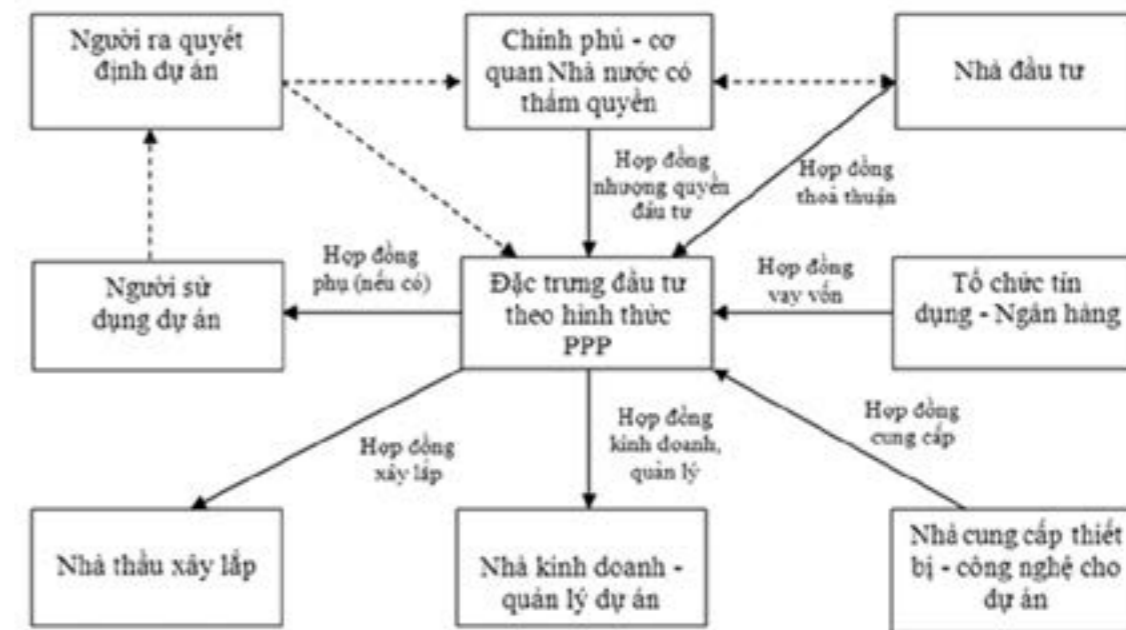 Người ra quyết
định dự án
Chính phủ - cơ
quan Nhà nước có
thẩm quyền
Nhà đầu tư
Hợp đồng
nhượng quyền
đầu tư
Hợp đồng
thoả thuận
Người sử
dụng dự án
Hợp đồng
phụ (nếu có)
Đặc trưng đầu tư
theo hình thức
PPP
Hợp đồng
vay vốn
Tổ chức tín
dụng - Ngân hàng
Hợp đồng
xây lắp
Hợp đồng
kinh doanh,
quản lý
Hợp đồng
cung cấp
Nhà thầu xây lắp
Nhà kinh doanh -
quản lý dự án
Nhà cung cấp thiết
bị - công nghệ cho
dự án